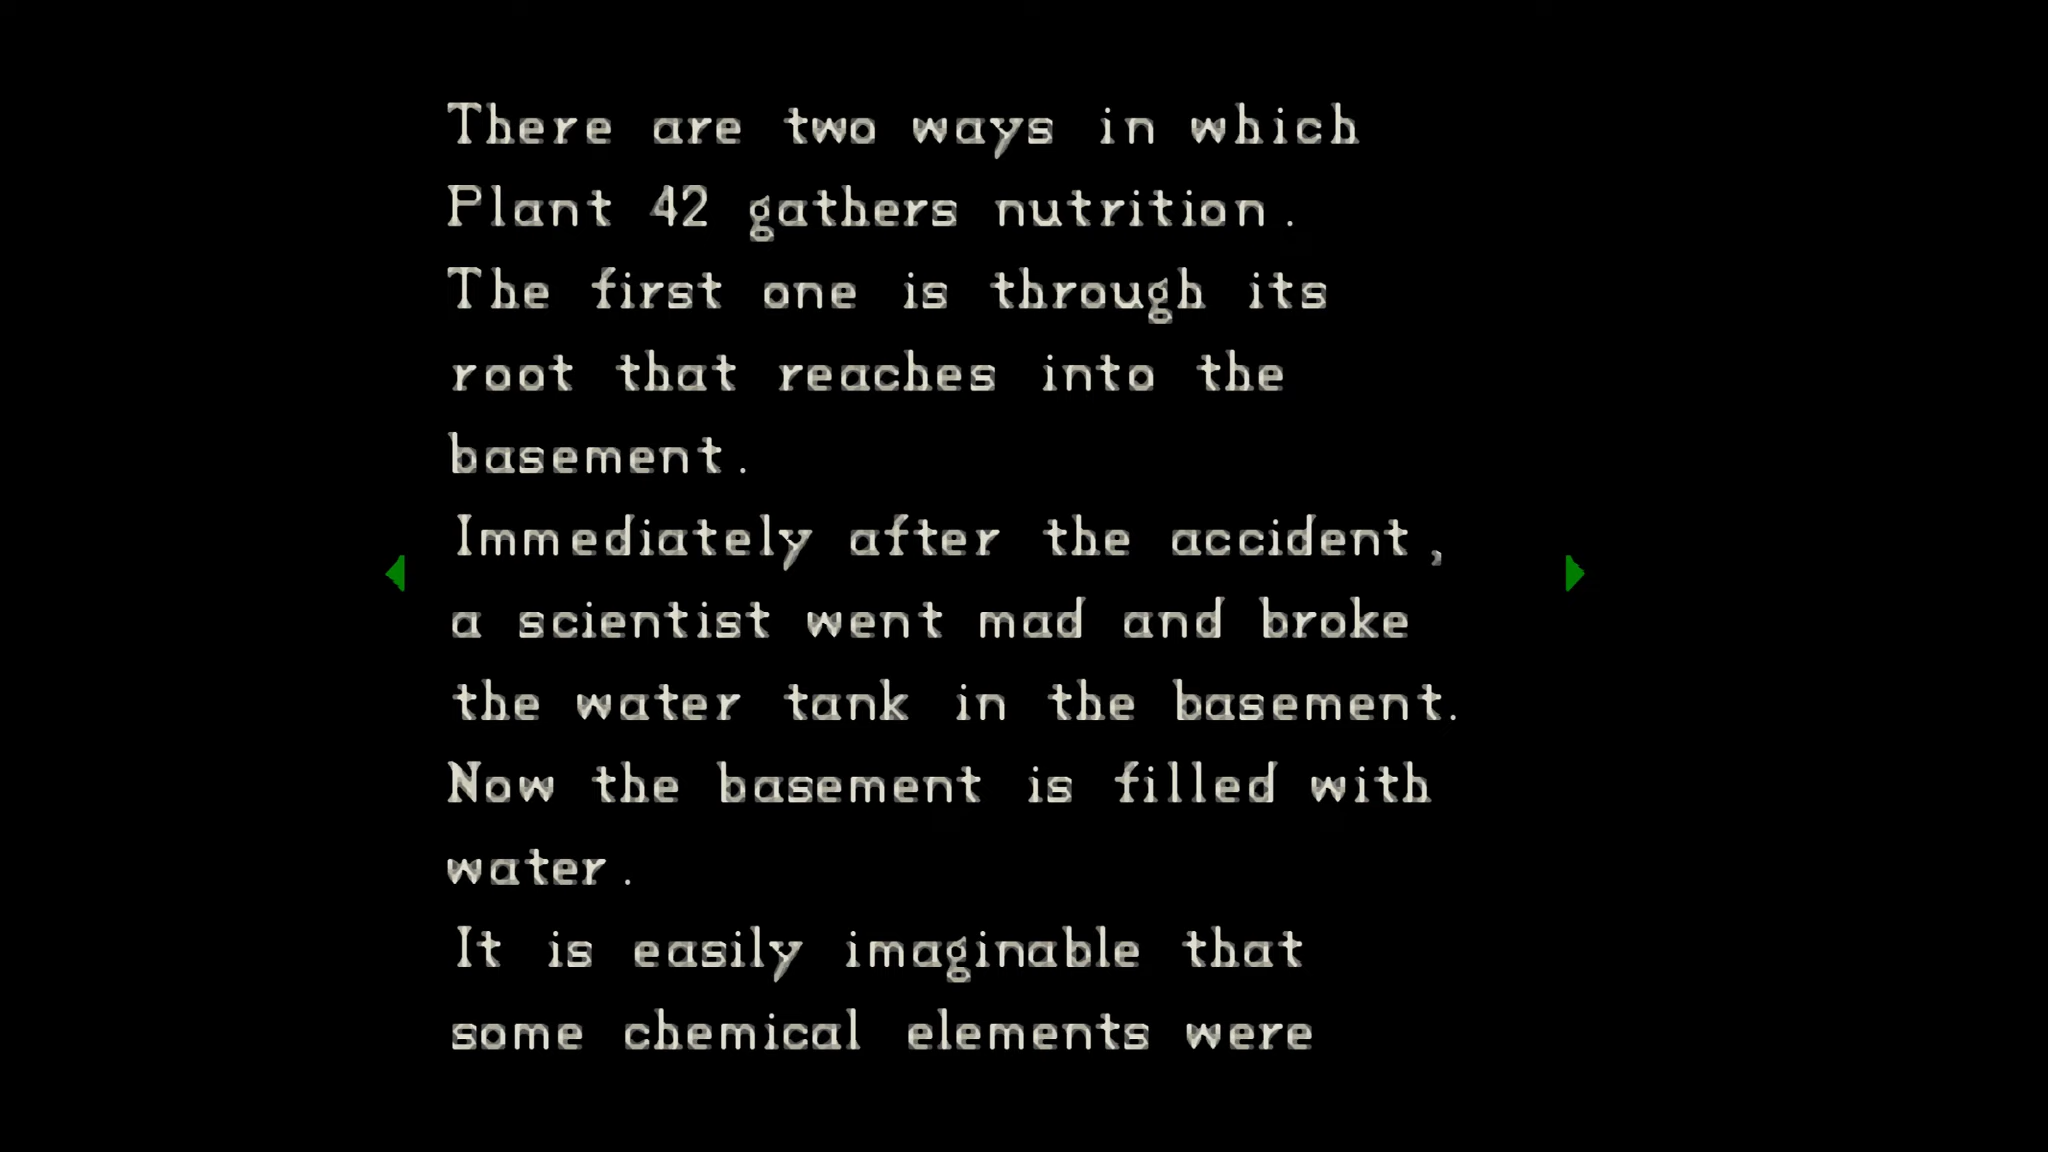 There are two ways in which
Plant 42 gathers nutrition.
The first one is through its
root that reaches into the
basement.
Immediately after the accident,
a scientist went mad and broke
the water tank in the basement.
Now the basement is filled with
water.
It is easily imaginable that
some chemical elements were